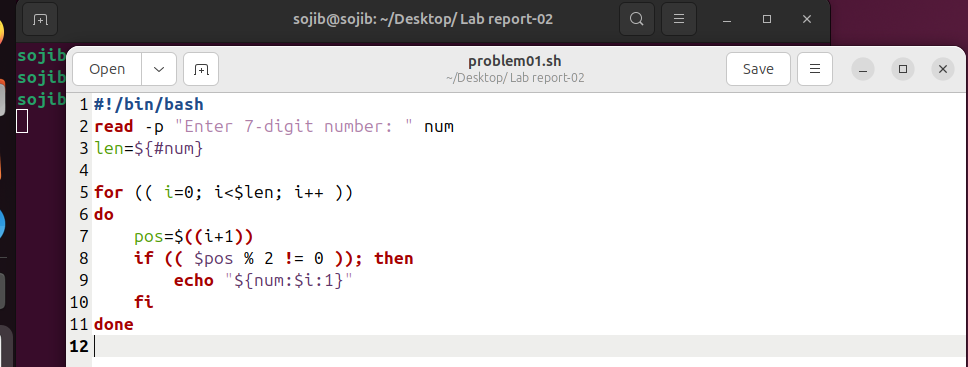 sojib@sojib: ~/Desktop/ Lab report-02
sojib
sojib
sojib
Open
problem01.sh
~/Desktop/ Lab report-02
Save
1 #!/bin/bash
2 read -p "Enter 7-digit number: " num
3 len=${#num}
4
5 for (( i=0; i<$len; i++ ))
6 do
7     pos=$((i+1))
8     if (( $pos % 2 != 0 )); then
9         echo "${num:$i:1}"
10     fi
11 done
12